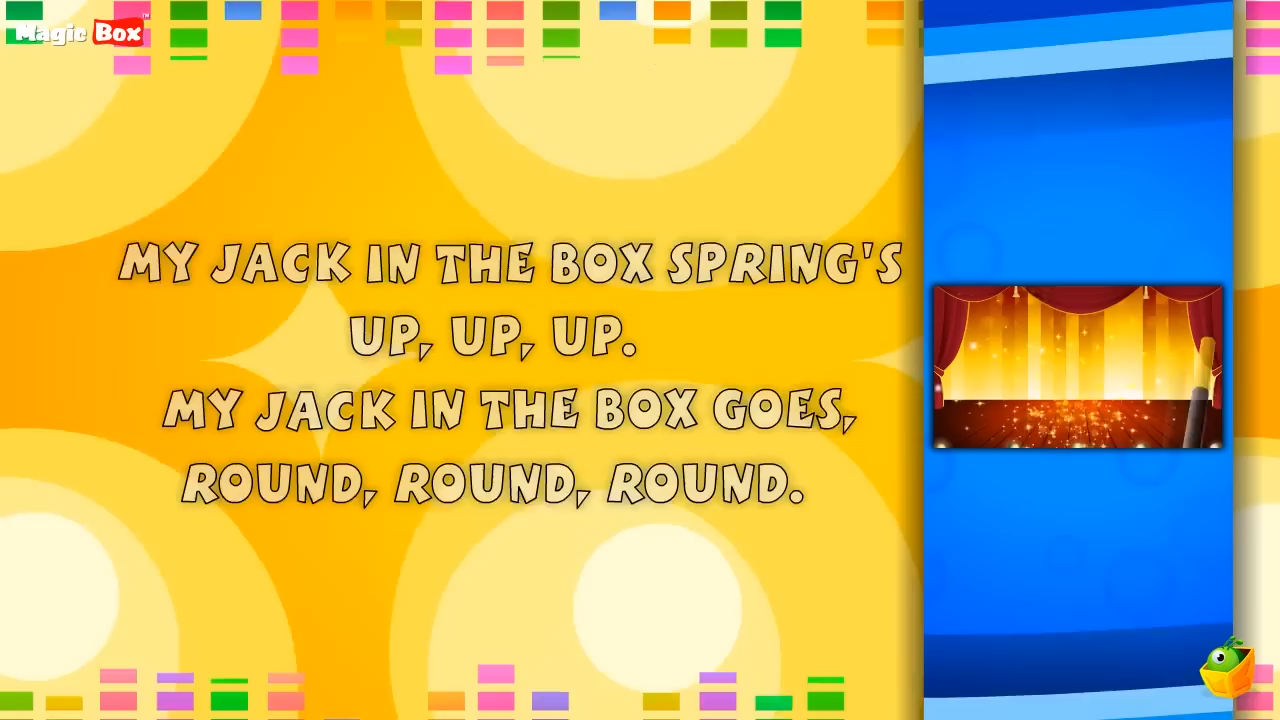 Magic Box™
MY JACK IN THE BOX SPRING'S
UP, UP, UP.
MY JACK IN THE BOX GOES,
ROUND, ROUND, ROUND.